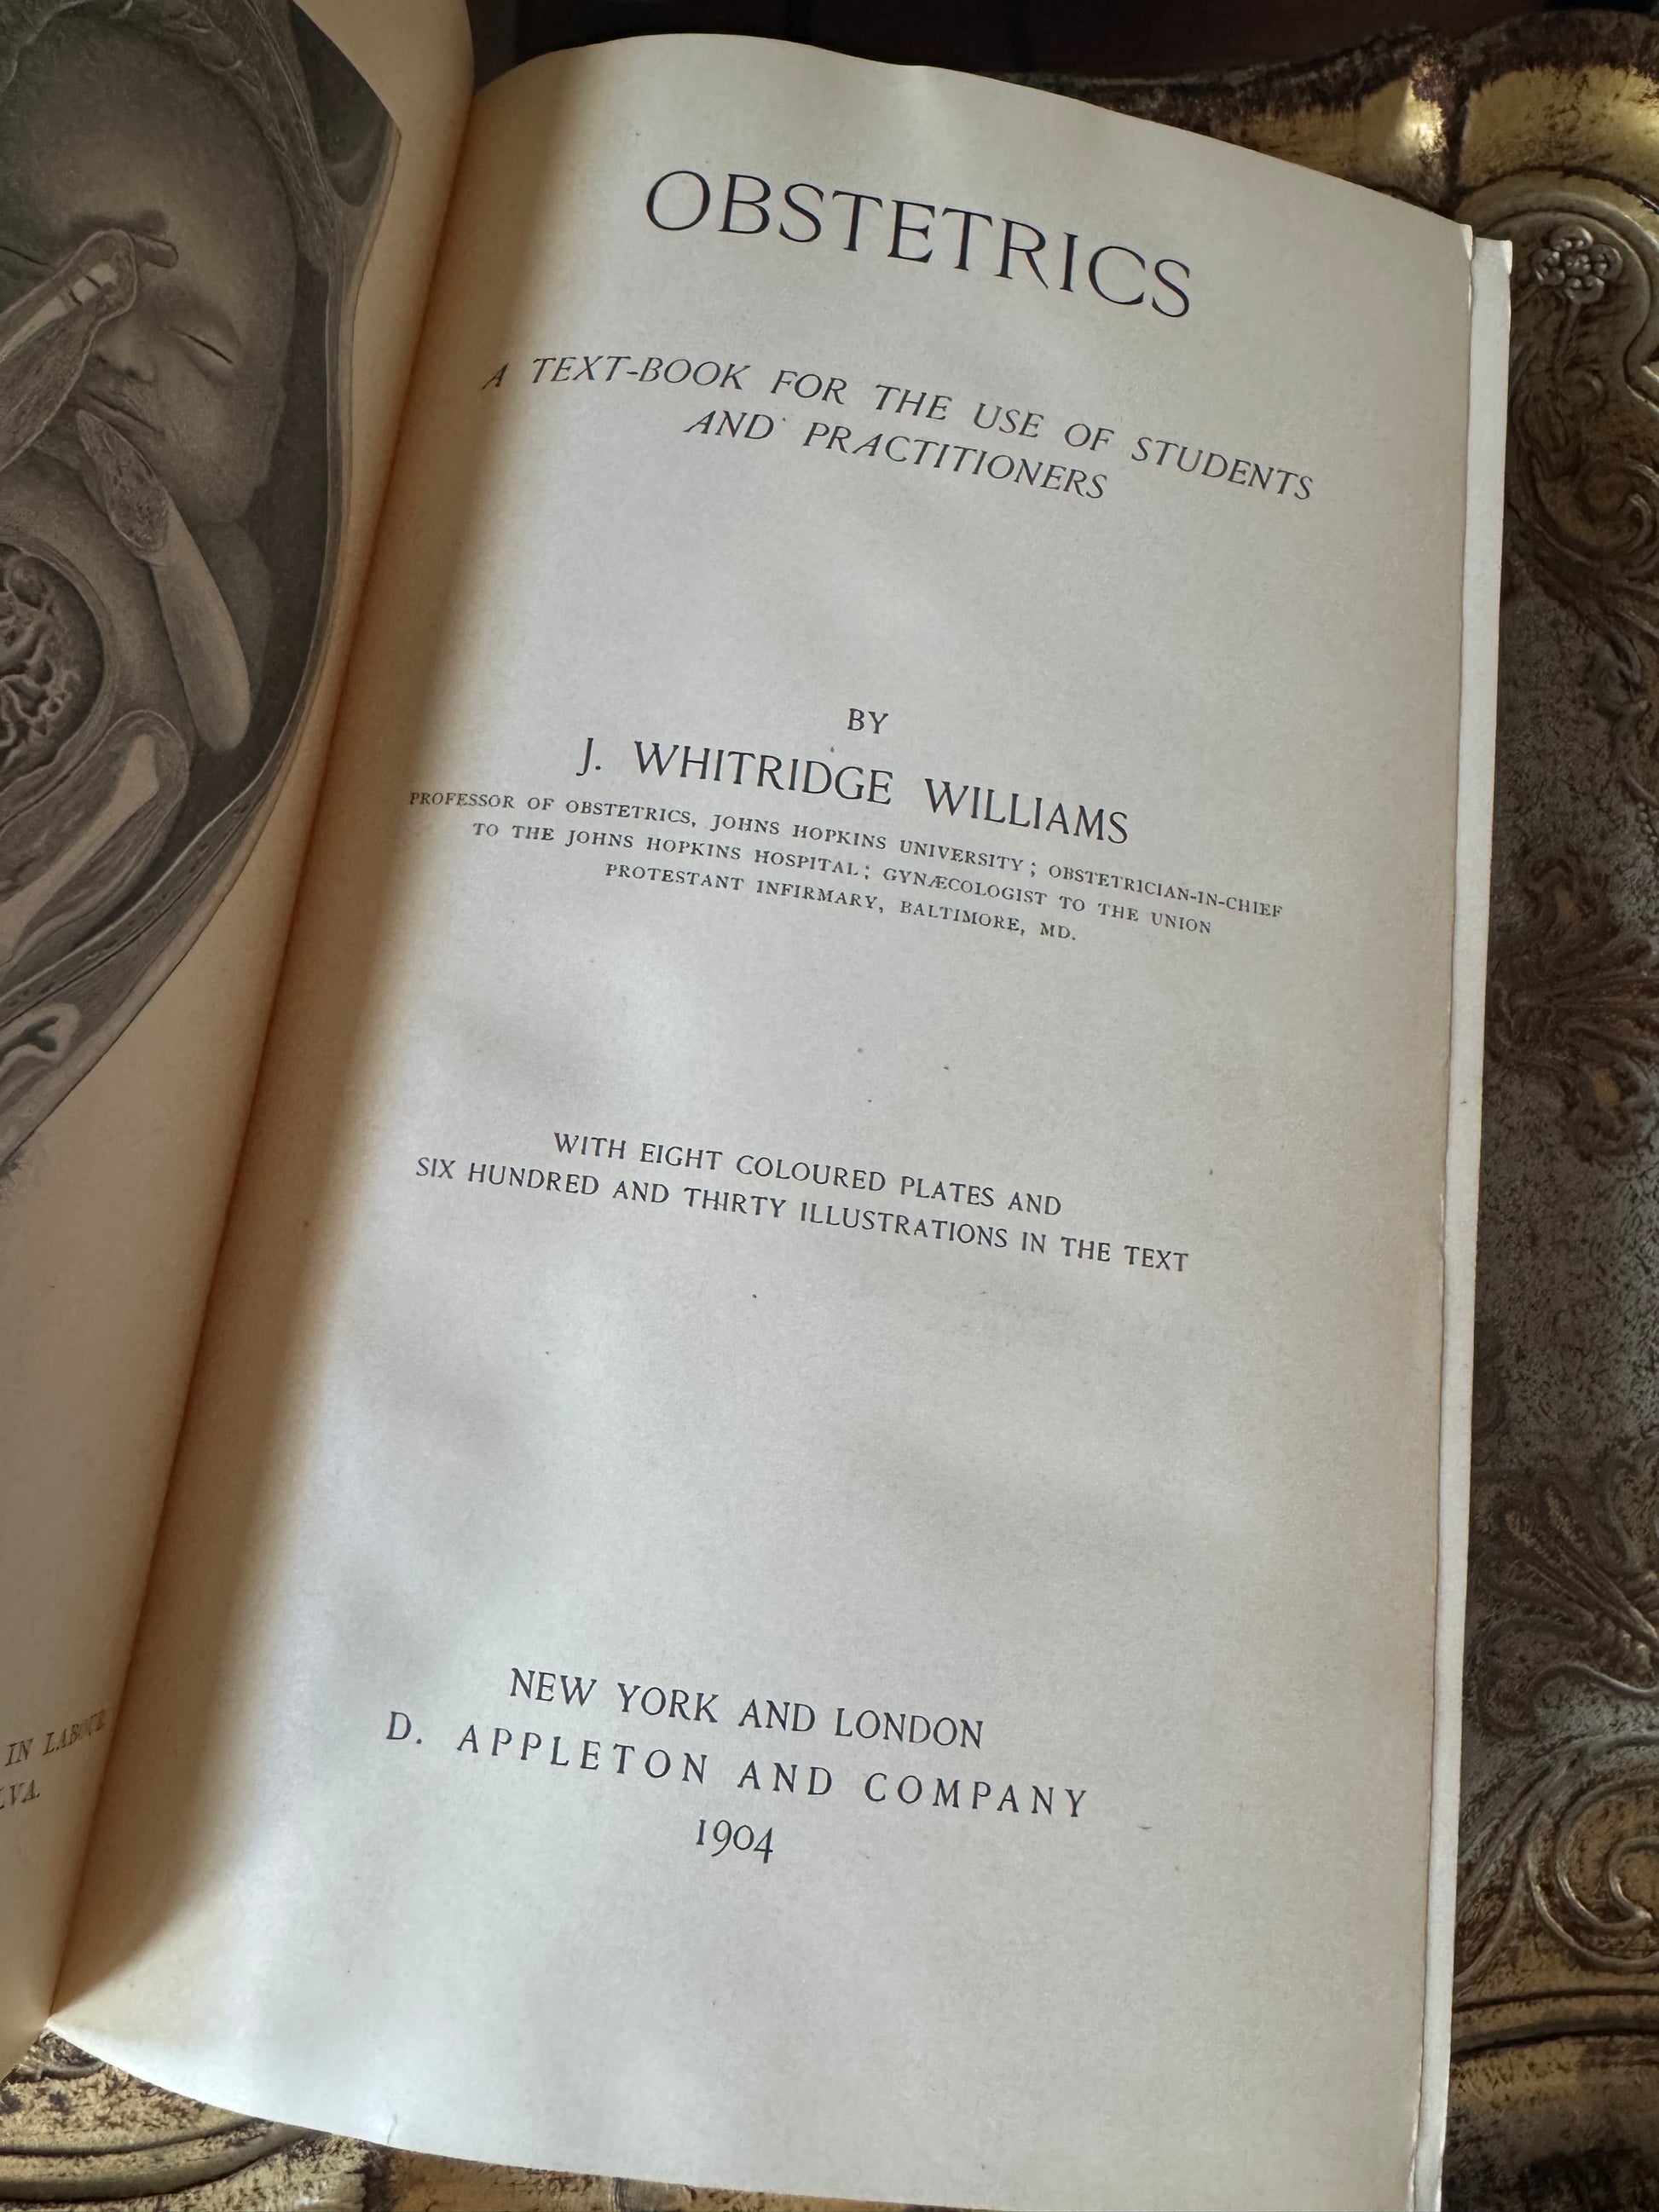 IN LABOUR
OBSTETRICS
A TEXT-BOOK FOR THE USE OF STUDENTS
AND PRACTITIONERS
BY
J. WHITRIDGE WILLIAMS
PROFESSOR OF OBSTETRICS, JOHNS HOPKINS UNIVERSITY; OBSTETRICIAN-IN-CHIEF
TO THE JOHNS HOPKINS HOSPITAL; GYNÆCOLOGIST TO THE UNION
PROTESTANT INFIRMARY, BALTIMORE, MD.
WITH EIGHT COLOURED PLATES AND
SIX HUNDRED AND THIRTY ILLUSTRATIONS IN THE TEXT
NEW YORK AND LONDON
D. APPLETON AND COMPANY
1904